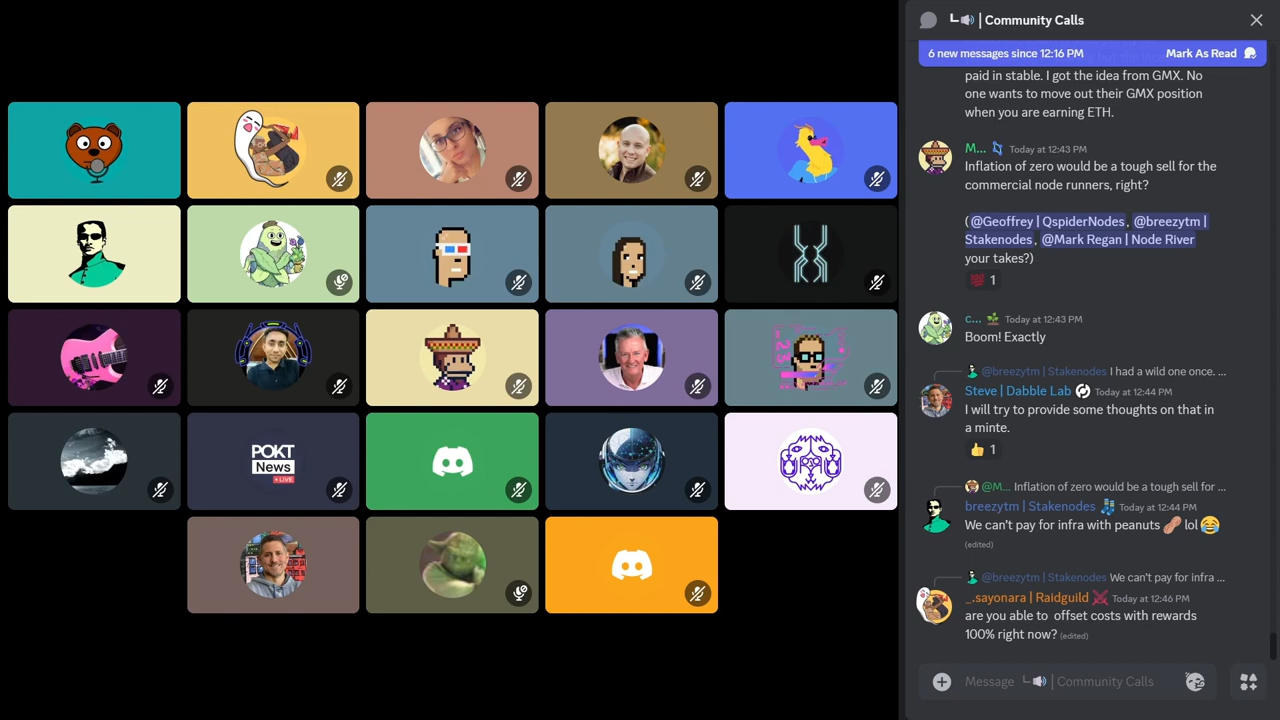 POKT
News
LIVE
| Community Calls
6 new messages since 12:16 PM
Mark As Read
paid in stable. I got the idea from GMX. No
one wants to move out their GMX position
when you are earning ETH.
M... Today at 12:43 PM
Inflation of zero would be a tough sell for the
commercial node runners, right?
(@Geoffrey | QspiderNodes, @breezytm |
Stakenodes, @Mark Regan | Node River
your takes?)
💯 1
c... Today at 12:43 PM
Boom! Exactly
@breezytm | Stakenodes I had a wild one once. ...
Steve | Dabble Lab Today at 12:44 PM
I will try to provide some thoughts on that in
a minte.
👍 1
@M... Inflation of zero would be a tough sell for ...
breezytm | Stakenodes Today at 12:44 PM
We can't pay for infra with peanuts 🥜 lol 😂
(edited)
@breezytm | Stakenodes We can't pay for infra ...
_.sayonara | Raidguild Today at 12:46 PM
are you able to offset costs with rewards
100% right now? (edited)
Message | Community Calls